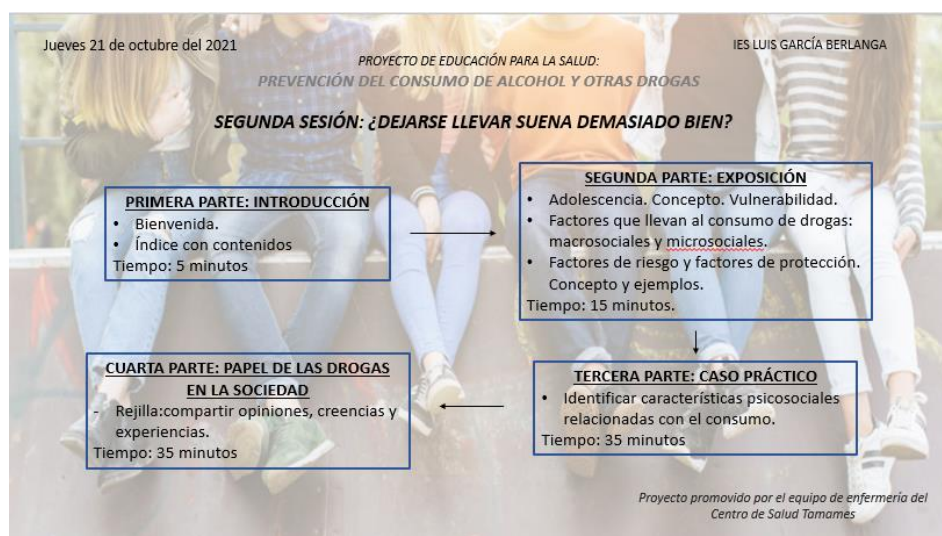 Jueves 21 de octubre del 2021
IES LUIS GARCÍA BERLANGA
PROYECTO DE EDUCACIÓN PARA LA SALUD:
PREVENCIÓN DEL CONSUMO DE ALCOHOL Y OTRAS DROGAS
SEGUNDA SESIÓN: ¿DEJARSE LLEVAR SUENA DEMASIADO BIEN?
PRIMERA PARTE: INTRODUCCIÓN
• Bienvenida.
• Índice con contenidos
Tiempo: 5 minutos
SEGUNDA PARTE: EXPOSICIÓN
• Adolescencia. Concepto. Vulnerabilidad.
• Factores que llevan al consumo de drogas:
macrosociales y microsociales.
• Factores de riesgo y factores de protección.
Concepto y ejemplos.
Tiempo: 15 minutos.
TERCERA PARTE: CASO PRÁCTICO
• Identificar características psicosociales
relacionadas con el consumo.
Tiempo: 35 minutos
CUARTA PARTE: PAPEL DE LAS DROGAS
EN LA SOCIEDAD
- Rejilla:compartir opiniones, creencias y
experiencias.
Tiempo: 35 minutos
Proyecto promovido por el equipo de enfermería del
Centro de Salud Tamames